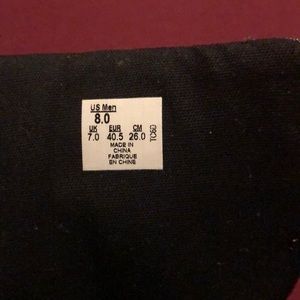 US Men
8.0
UK EUR CM
7.0 40.5 26.0
MADE IN
CHINA
FABRIQUE
EN CHINE
TC6D